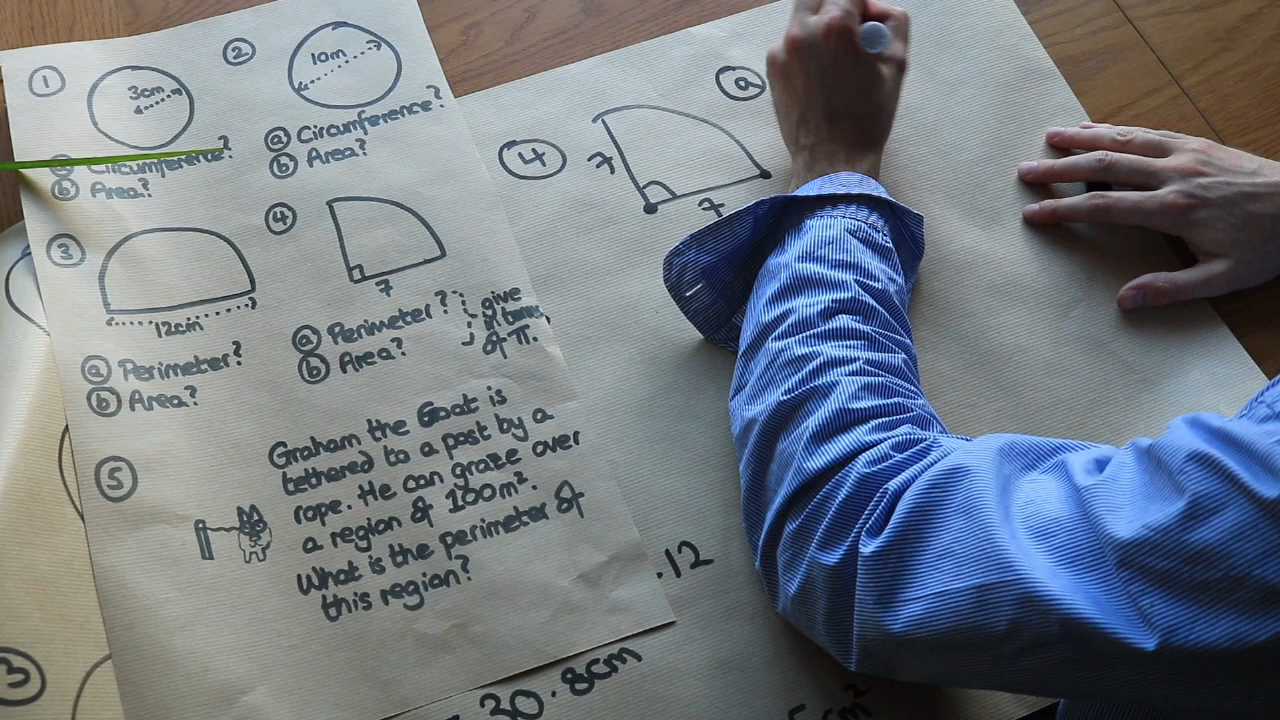 ①
3cm
ⓐ Circumference?
ⓑ Area?
②
10m
ⓐ Circumference?
ⓑ Area?
③
12cm
ⓐ Perimeter?
ⓑ Area?
④
7
ⓐ Perimeter?
ⓑ Area?
give
in terms
of π.
⑤
Graham the Goat is
tethered to a post by a
rope. He can graze over
a region of 100m².
What is the perimeter of
this region?
④
7
7
ⓐ
.12
30.8cm
cm²
③